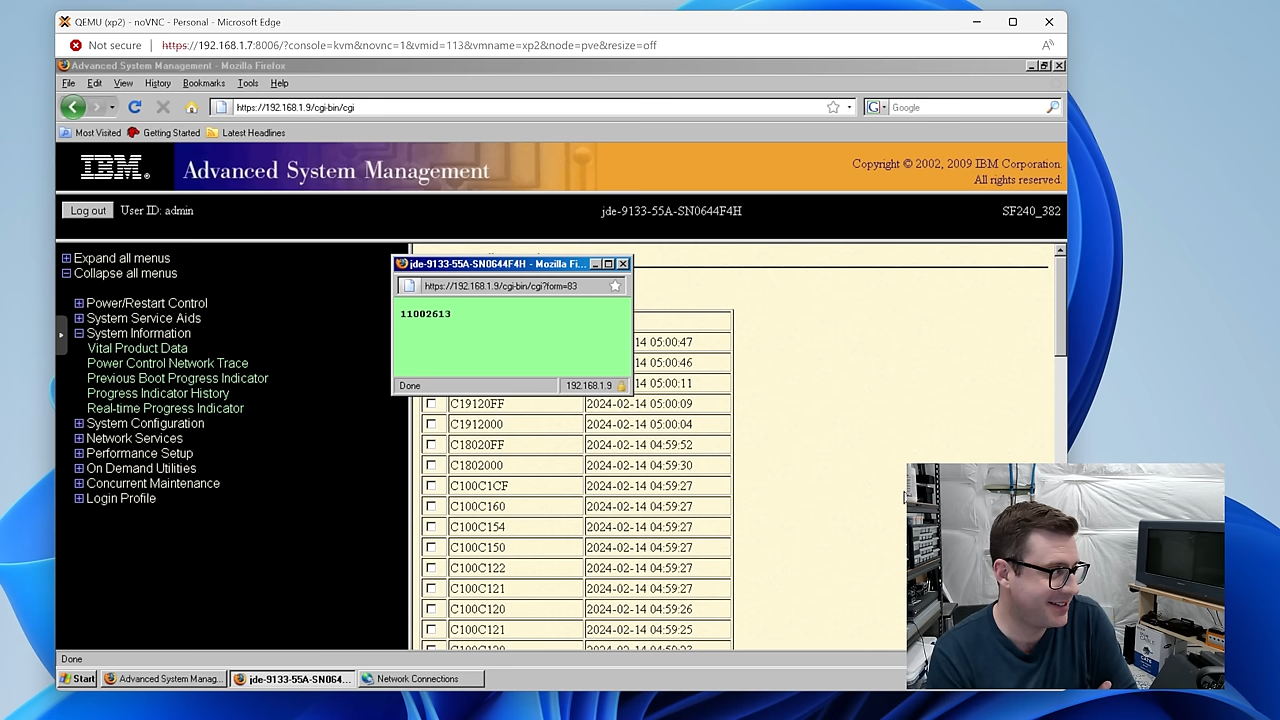 QEMU (xp2) - noVNC - Personal - Microsoft Edge
Not secure | https://192.168.1.7:8006/?console=kvm&novnc=1&vmid=113&vmname=xp2&node=pve&resize=off
Advanced System Management - Mozilla Firefox
File Edit View History Bookmarks Tools Help
https://192.168.1.9/cgi-bin/cgi
Google
Most Visited Getting Started Latest Headlines
IBM®
Advanced System Management
Copyright © 2002, 2009 IBM Corporation.
All rights reserved.
Log out User ID: admin jde-9133-55A-SN0644F4H SF240_382
Expand all menus
Collapse all menus
Power/Restart Control
System Service Aids
System Information
Vital Product Data
Power Control Network Trace
Previous Boot Progress Indicator
Progress Indicator History
Real-time Progress Indicator
System Configuration
Network Services
Performance Setup
On Demand Utilities
Concurrent Maintenance
Login Profile
jde-9133-55A-SN0644F4H - Mozilla Fi...
https://192.168.1.9/cgi-bin/cgi?form=83
11002613
Done 192.168.1.9
14 05:00:47
14 05:00:46
14 05:00:11
C19120FF 2024-02-14 05:00:09
C1912000 2024-02-14 05:00:04
C18020FF 2024-02-14 04:59:52
C1802000 2024-02-14 04:59:30
C100C1CF 2024-02-14 04:59:27
C100C160 2024-02-14 04:59:27
C100C154 2024-02-14 04:59:27
C100C150 2024-02-14 04:59:27
C100C122 2024-02-14 04:59:27
C100C121 2024-02-14 04:59:27
C100C120 2024-02-14 04:59:26
C100C121 2024-02-14 04:59:25
Done
Start Advanced System Manag... jde-9133-55A-SN064... Network Connections